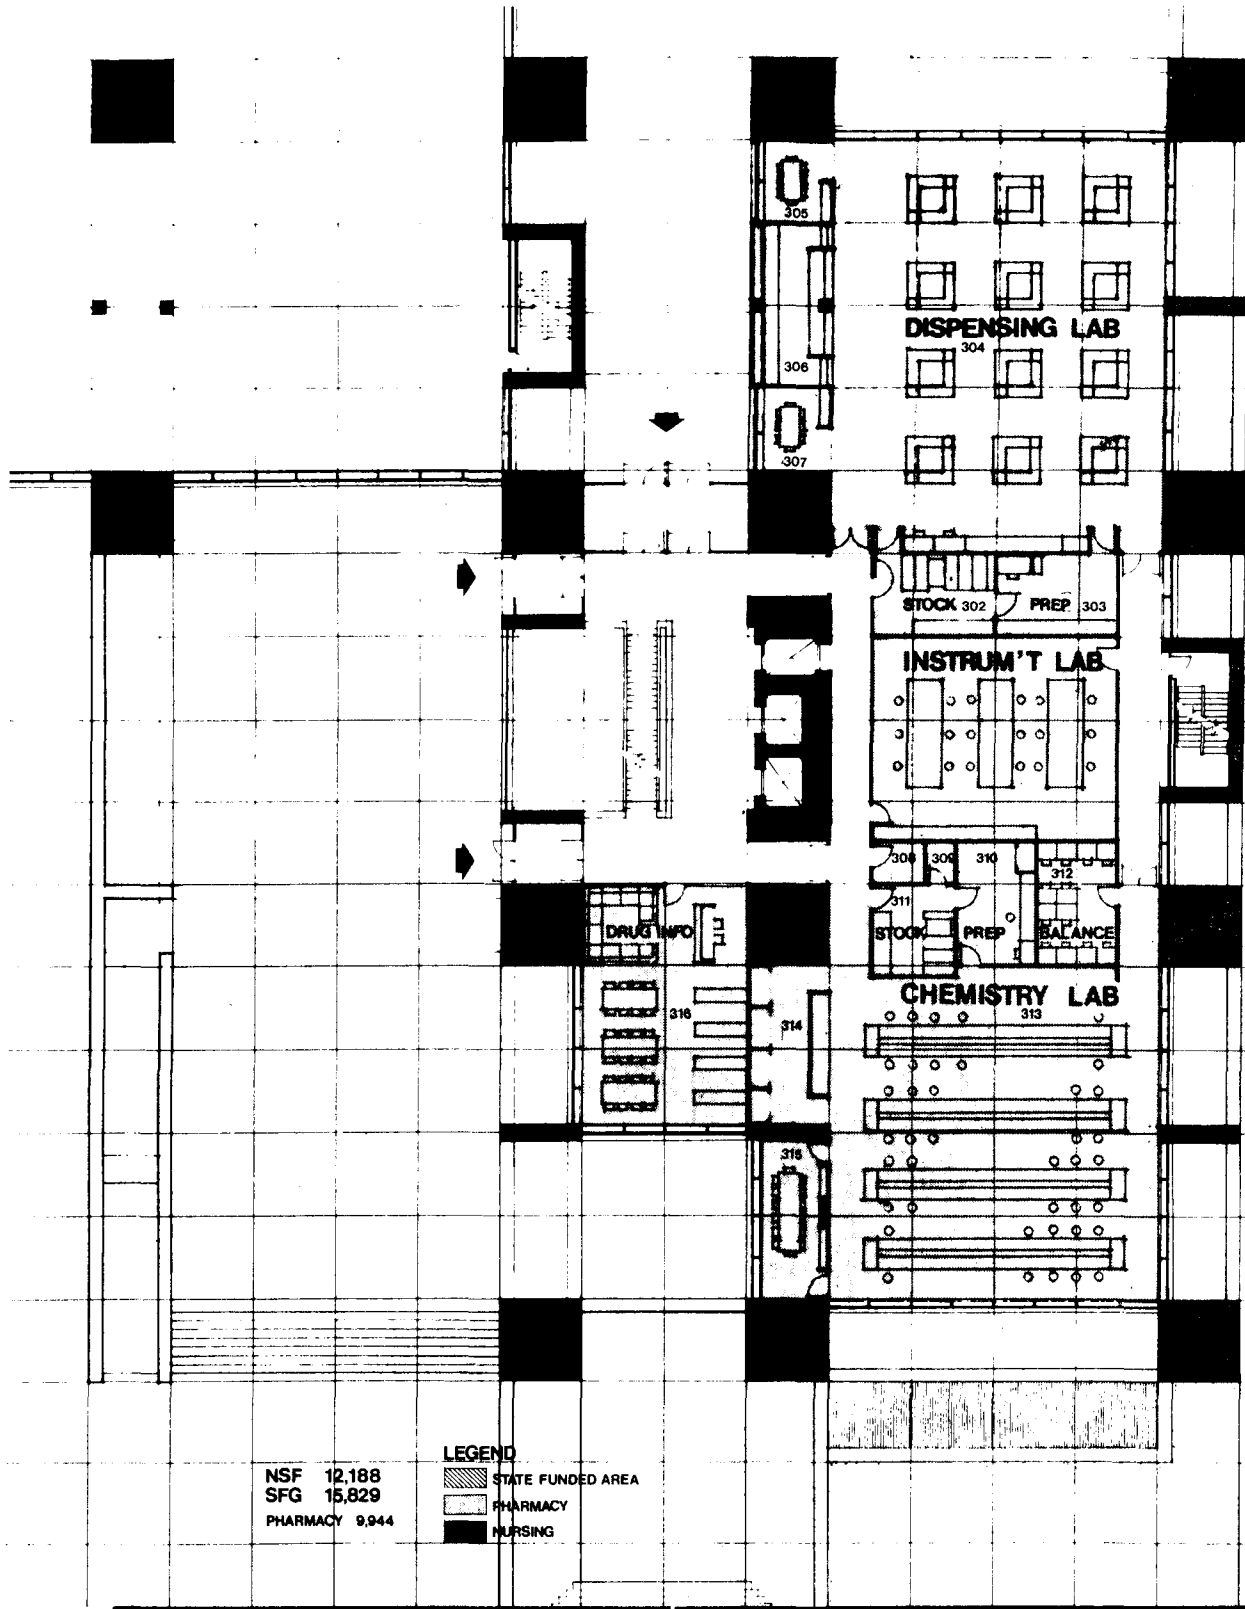 305
DISPENSING LAB
304
306
307
STOCK 302 PREP 303
INSTRUM'T LAB
308 309 310
312
311
DRUG INFO STOCK PREP BALANCE
CHEMISTRY LAB
316 314 313
315
LEGEND
NSF 12,188
SFG 15,829
PHARMACY 9,944
STATE FUNDED AREA
PHARMACY
NURSING